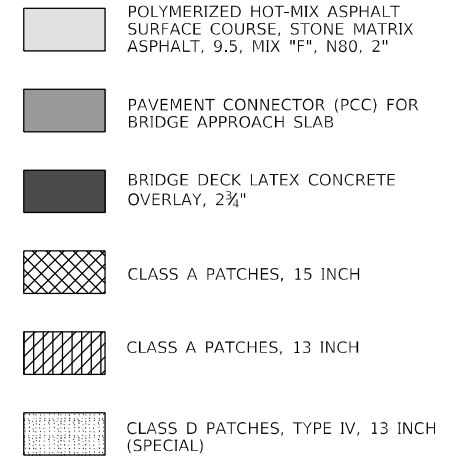 POLYMERIZED HOT-MIX ASPHALT
SURFACE COURSE, STONE MATRIX
ASPHALT, 9.5, MIX "F", N80, 2"
PAVEMENT CONNECTOR (PCC) FOR
BRIDGE APPROACH SLAB
BRIDGE DECK LATEX CONCRETE
OVERLAY, 2¾"
CLASS A PATCHES, 15 INCH
CLASS A PATCHES, 13 INCH
CLASS D PATCHES, TYPE IV, 13 INCH
(SPECIAL)